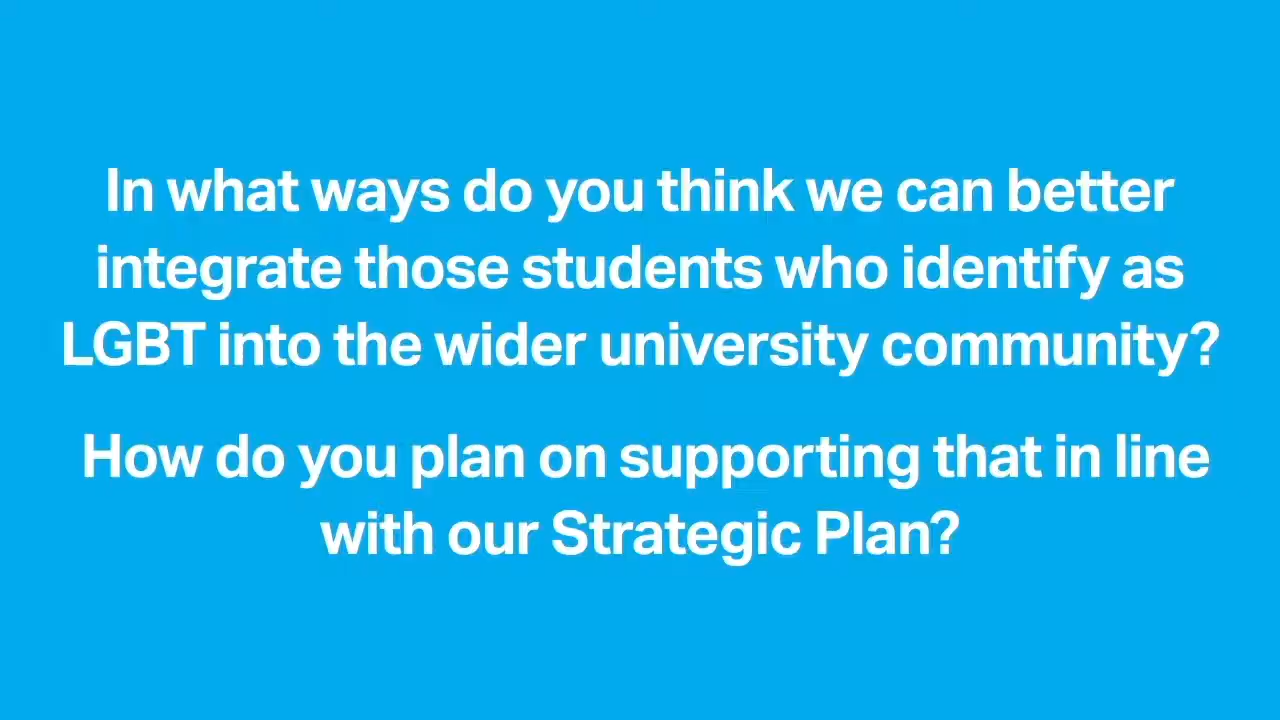 In what ways do you think we can better
integrate those students who identify as
LGBT into the wider university community?
How do you plan on supporting that in line
with our Strategic Plan?